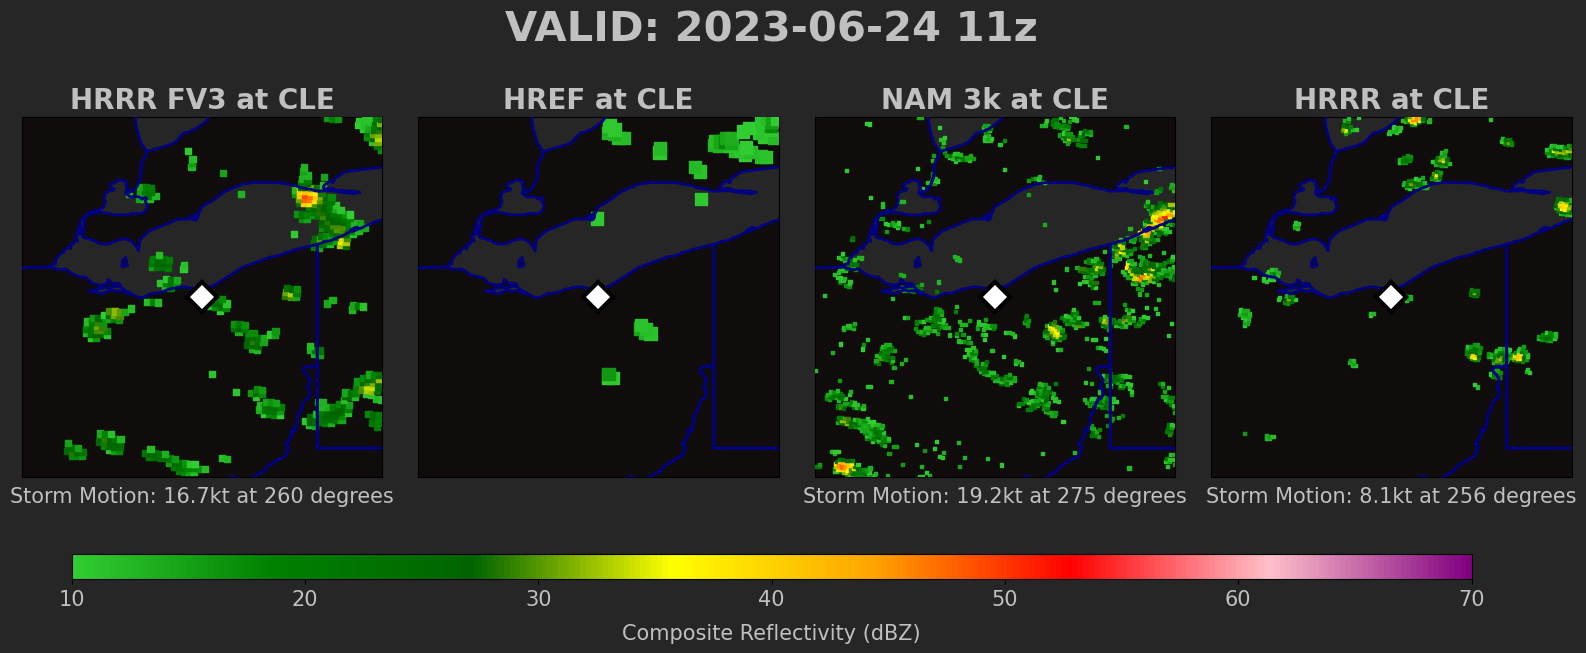 VALID: 2023-06-24 11z
HRRR FV3 at CLE
HREF at CLE
NAM 3k at CLE
HRRR at CLE
Storm Motion: 16.7kt at 260 degrees
Storm Motion: 19.2kt at 275 degrees
Storm Motion: 8.1kt at 256 degrees
10 20 30 40 50 60 70
Composite Reflectivity (dBZ)